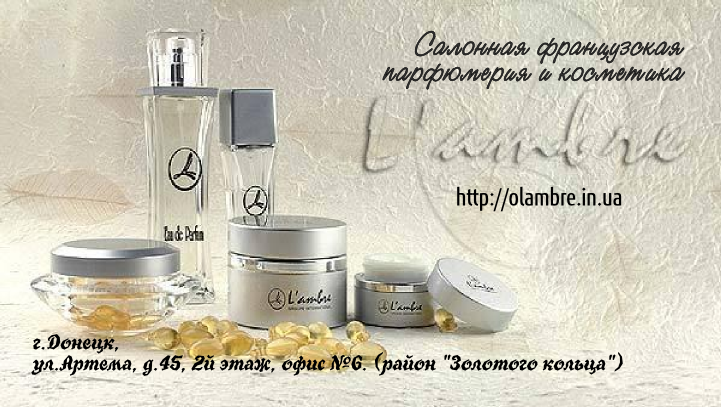 Салонная французская
парфюмерия и косметика
L'ambre
http://olambre.in.ua
Eau de Parfum
L'ambre
L'ambre
г.Донецк,
ул.Артема, д.45, 2й этаж, офис №6. (район "Золотого кольца")